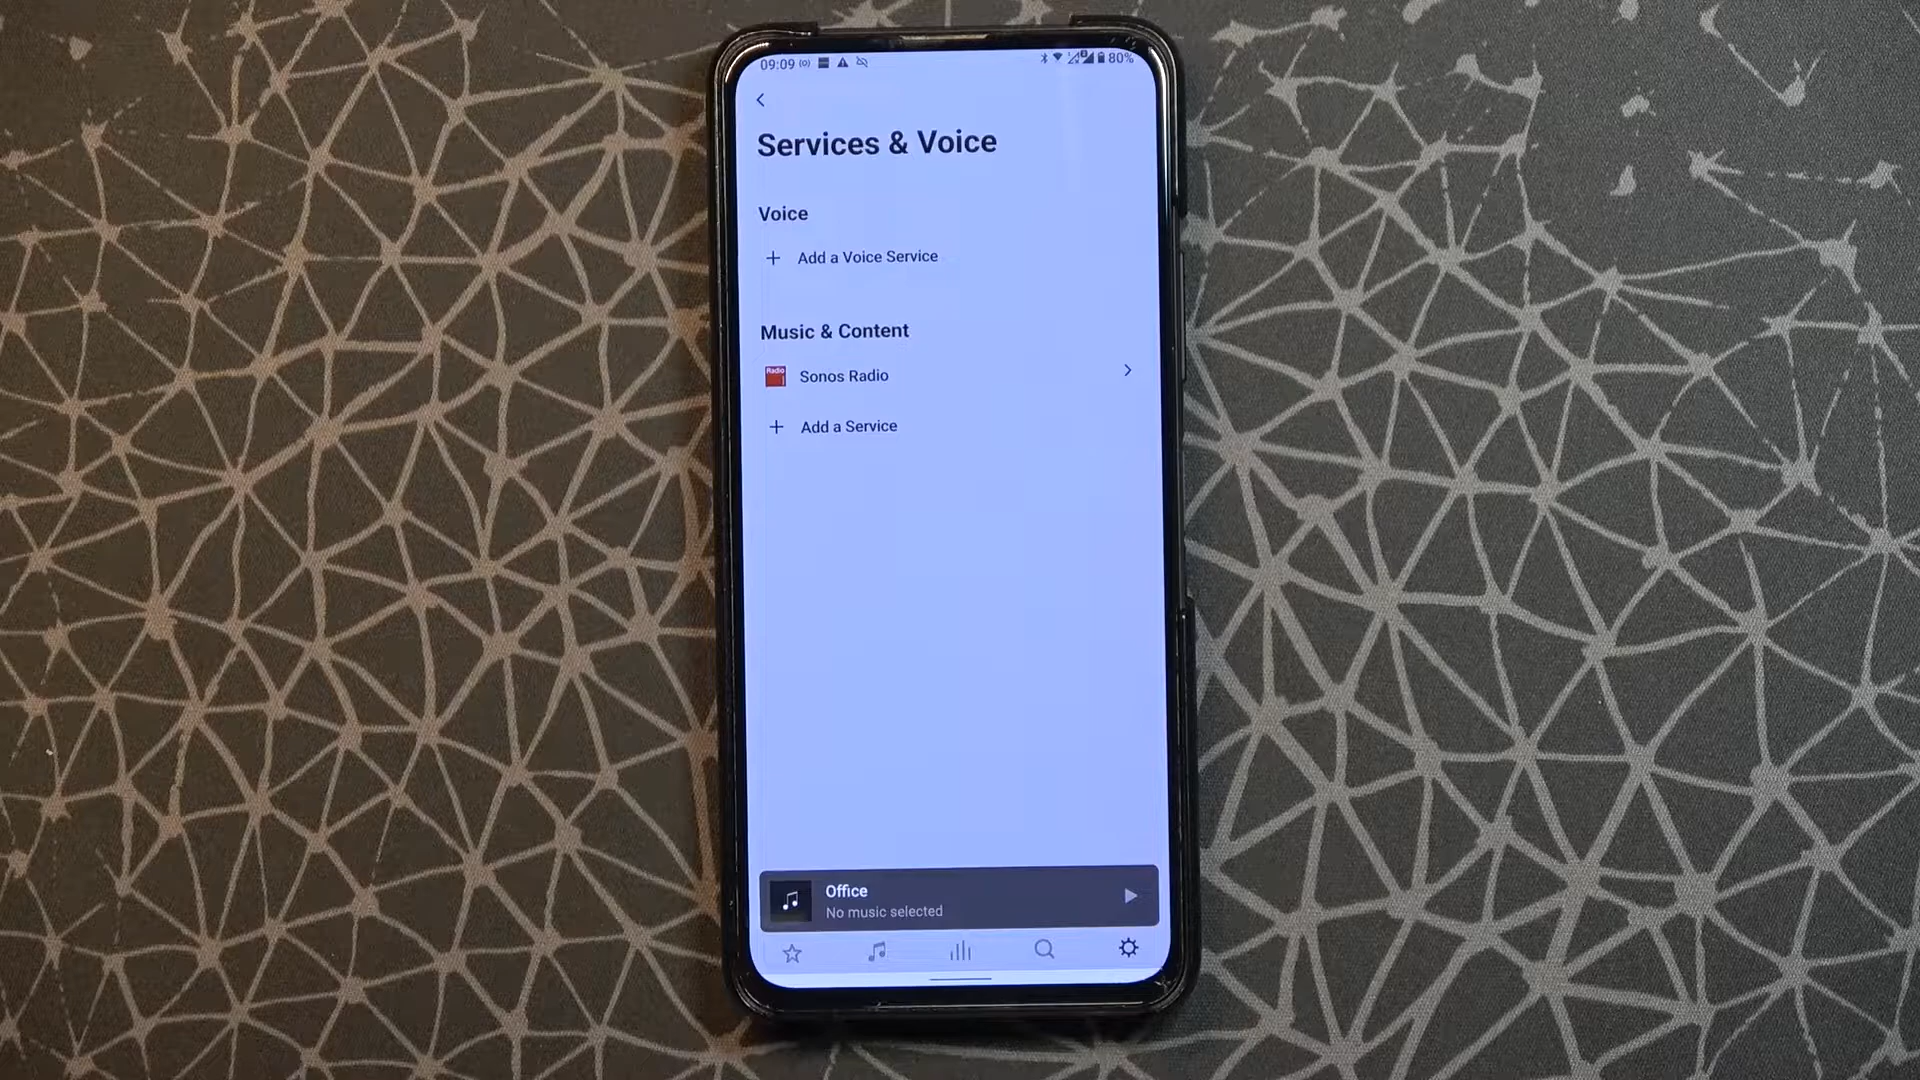 09:09
80%
Services & Voice
Voice
Add a Voice Service
Music & Content
Radio
Sonos Radio
Add a Service
Office
No music selected